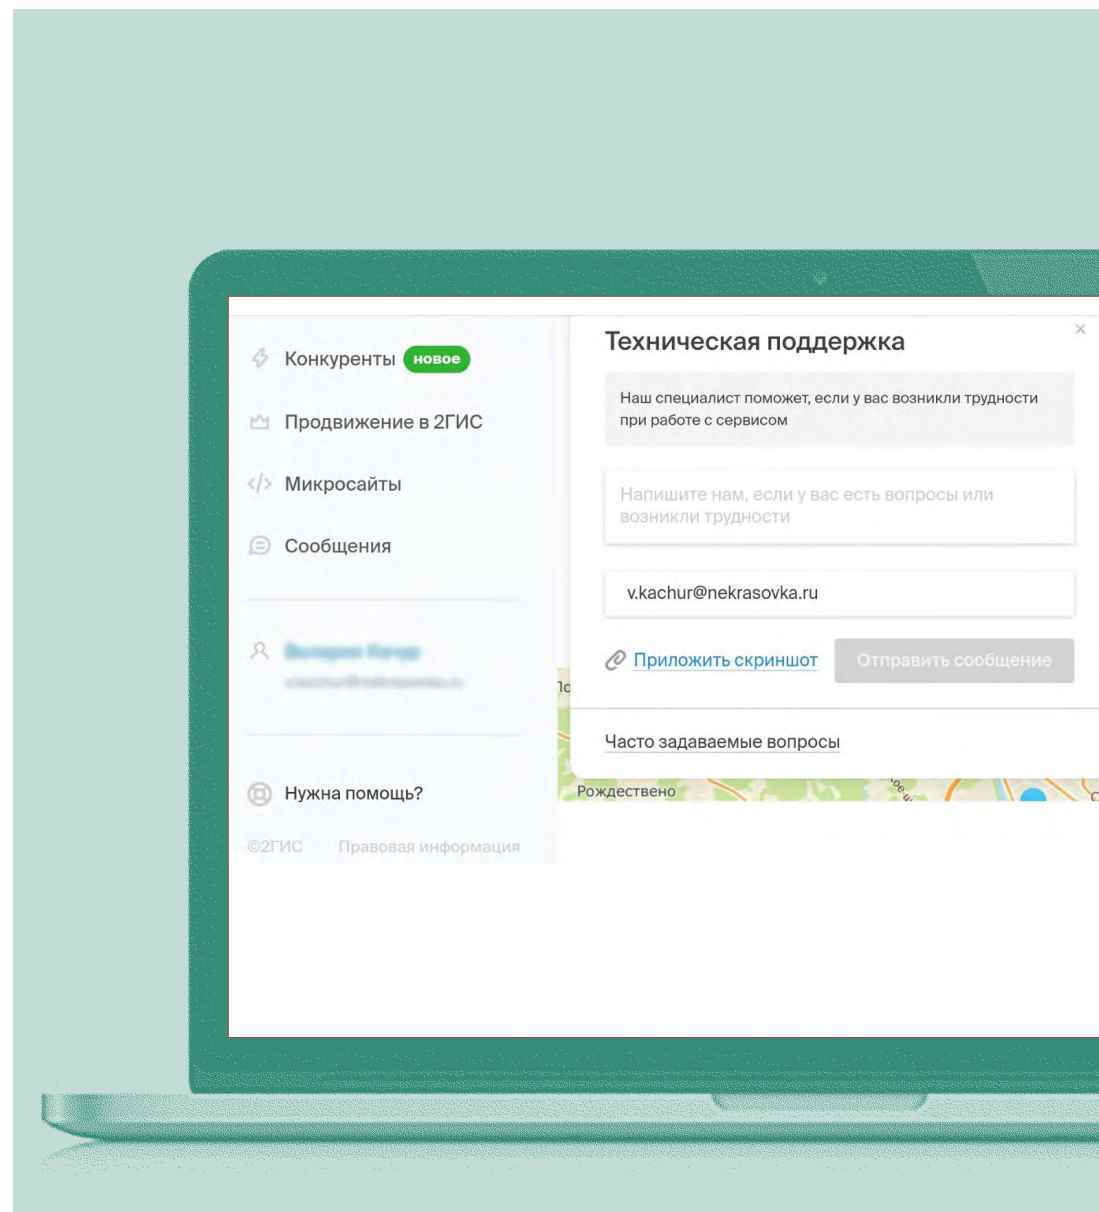 Конкуренты новое
Продвижение в 2ГИС
Микросайты
Сообщения
Нужна помощь?
©2ГИС Правовая информация
Техническая поддержка
Наш специалист поможет, если у вас возникли трудности
при работе с сервисом
Напишите нам, если у вас есть вопросы или
возникли трудности
v.kachur@nekrasovka.ru
Приложить скриншот Отправить сообщение
Часто задаваемые вопросы
Рождествено